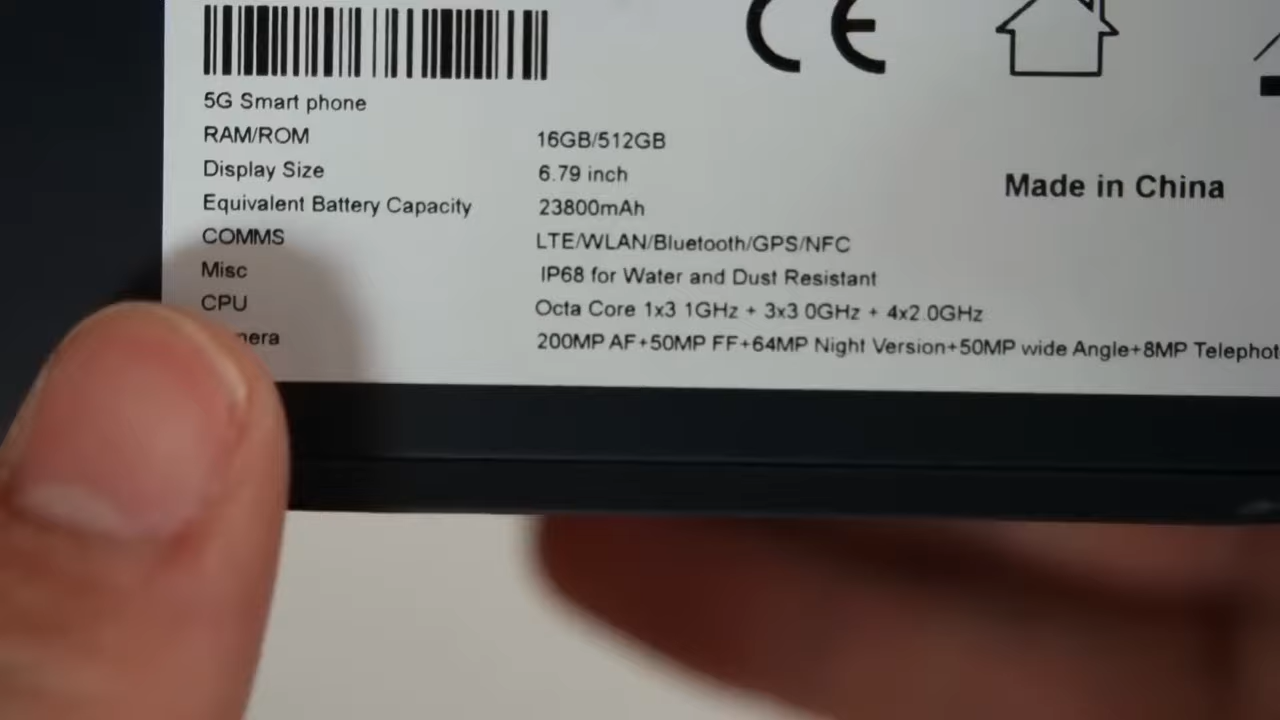 CE
5G Smart phone
RAM/ROM 16GB/512GB
Display Size 6.79 inch
Equivalent Battery Capacity 23800mAh
COMMS LTE/WLAN/Bluetooth/GPS/NFC
Misc IP68 for Water and Dust Resistant
CPU Octa Core 1x3 1GHz + 3x3 0GHz + 4x2.0GHz
200MP AF+50MP FF+64MP Night Version+50MP wide Angle+8MP
Made in China